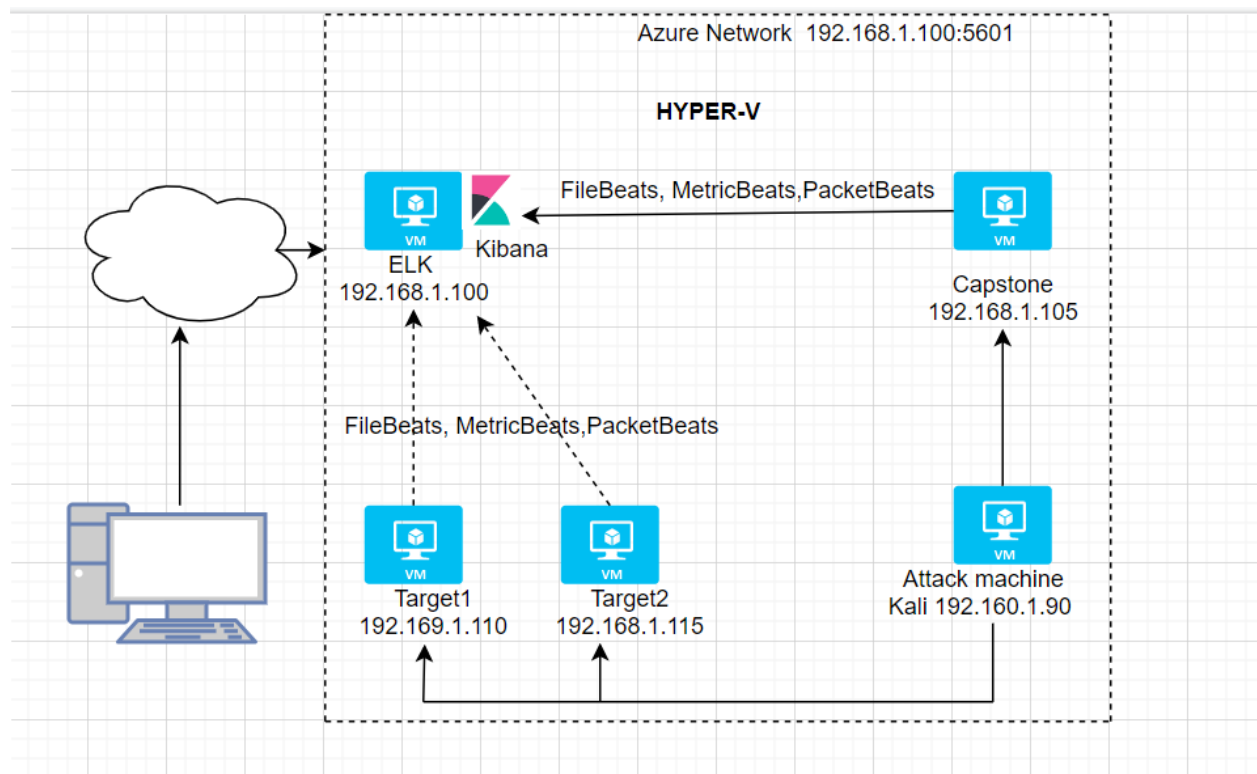 Azure Network 192.168.1.100:5601
HYPER-V
FileBeats, MetricBeats,PacketBeats
VM
VM
Kibana
ELK
192.168.1.100
Capstone
192.168.1.105
FileBeats, MetricBeats,PacketBeats
VM
VM
VM
Target1
192.169.1.110
Target2
192.168.1.115
Attack machine
Kali 192.160.1.90